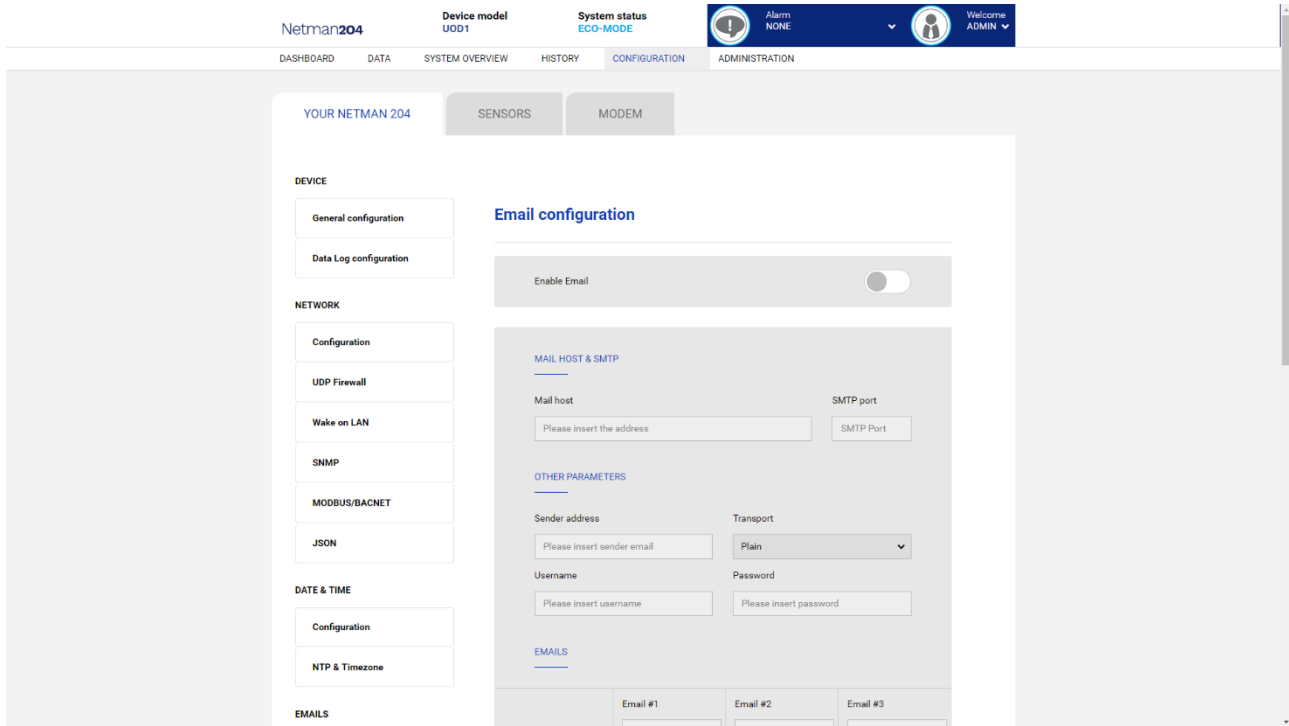 Netman204
Device model
UOD1
System status
ECO-MODE
Alarm
NONE
Welcome
ADMIN
DASHBOARD DATA SYSTEM OVERVIEW HISTORY CONFIGURATION ADMINISTRATION
YOUR NETMAN 204 SENSORS MODEM
DEVICE
General configuration
Data Log configuration
NETWORK
Configuration
UDP Firewall
Wake on LAN
SNMP
MODBUS/BACNET
JSON
DATE & TIME
Configuration
NTP & Timezone
EMAILS
Email configuration
Enable Email
MAIL HOST & SMTP
Mail host SMTP port
Please insert the address SMTP Port
OTHER PARAMETERS
Sender address Transport
Please insert sender email Plain
Username Password
Please insert username Please insert password
EMAILS
Email #1 Email #2 Email #3